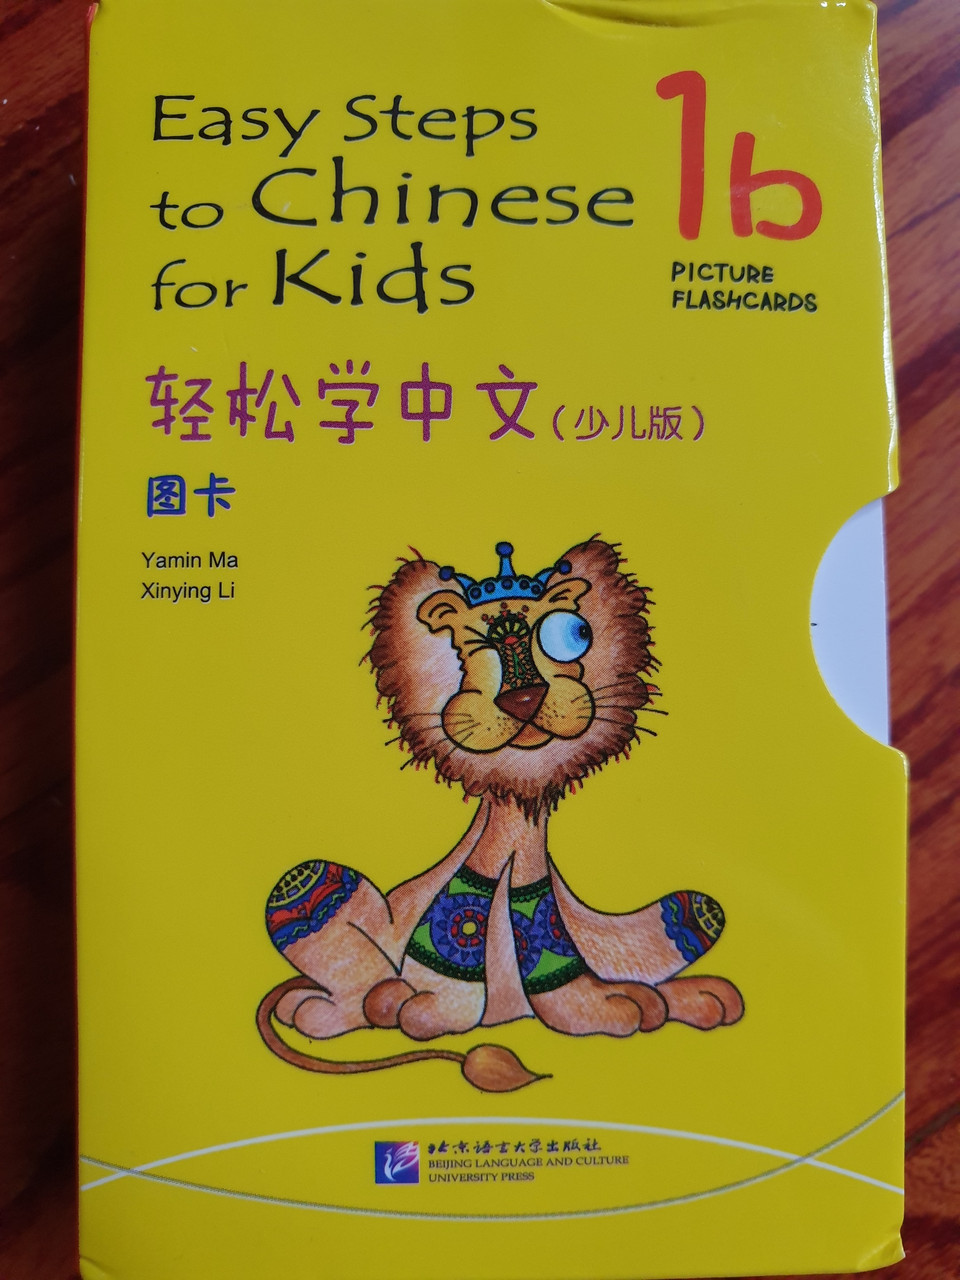 Easy Steps
to Chinese
for Kids
1b
PICTURE
FLASHCARDS
轻松学中文(少儿版)
图卡
Yamin Ma
Xinying Li
北京语言大学出版社
BEIJING LANGUAGE AND CULTURE
UNIVERSITY PRESS